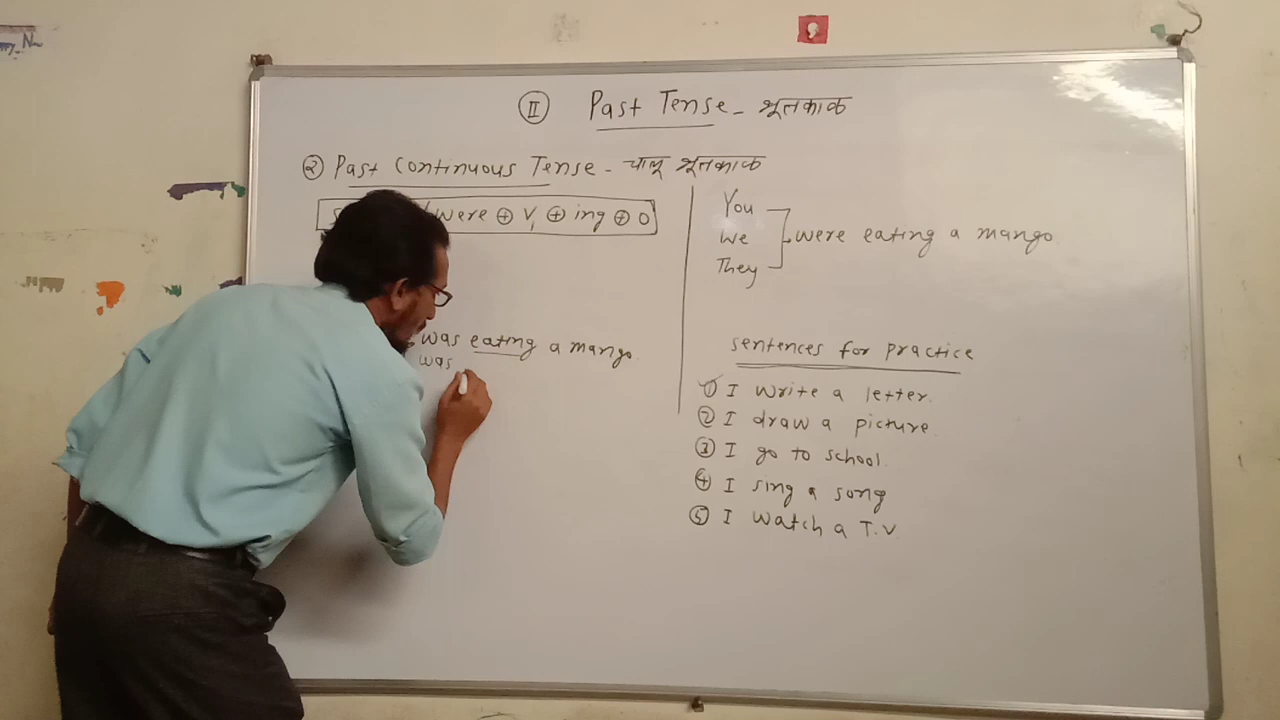 II Past Tense - भूतकाळ
2 Past Continuous Tense - चालू भूतकाळ
were + V1 + ing + O
was eating a mango.
was
You
We
They
were eating a mango.
sentences for practice
1 I write a letter.
2 I draw a picture
3 I go to school.
4 I sing a song
5 I watch a T.V.